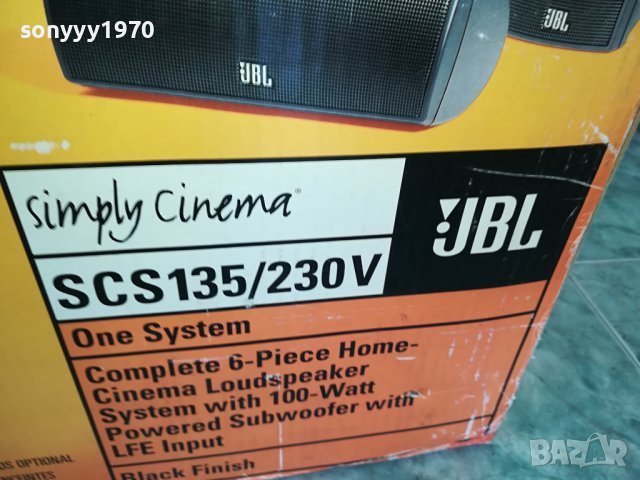 sonyyy1970
JBL
JBL
simply cinema
JBL
SCS135/230V
One System
Complete 6-Piece Home-
Cinema Loudspeaker
System with 100-Watt
Powered Subwoofer with
LFE Input
Black Finish
OPTIONAL
BAZAR